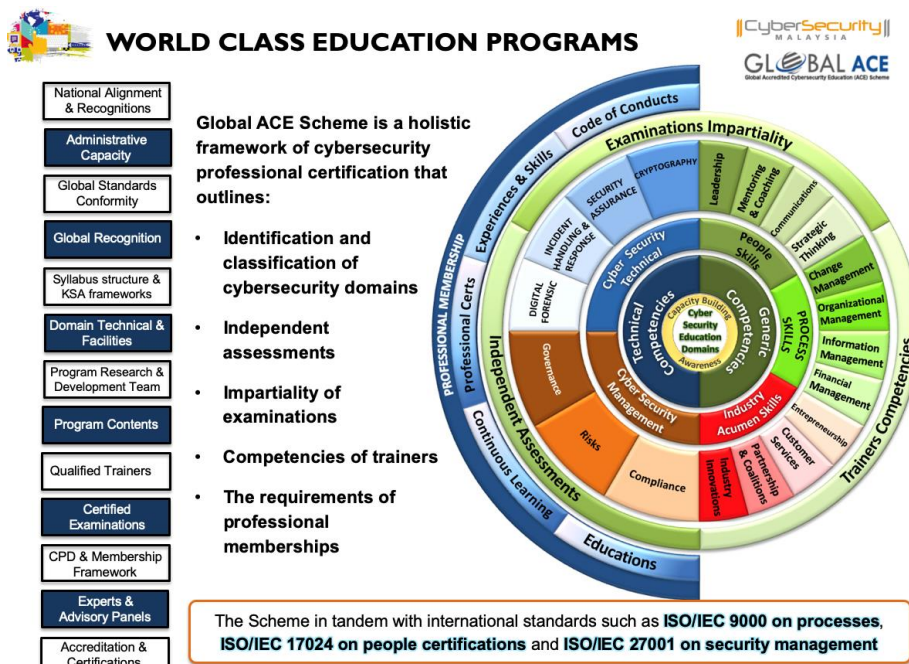 WORLD CLASS EDUCATION PROGRAMS
CyberSecurity
MALAYSIA
GLOBAL ACE
Global Accredited Cybersecurity Education (ACE) Scheme
National Alignment
& Recognitions
Administrative
Capacity
Global Standards
Conformity
Global Recognition
Syllabus structure &
KSA frameworks
Domain Technical &
Facilities
Program Research &
Development Team
Program Contents
Qualified Trainers
Certified
Examinations
CPD & Membership
Framework
Experts &
Advisory Panels
Accreditation &
Certifications
Global ACE Scheme is a holistic
framework of cybersecurity
professional certification that
outlines:
• Identification and
classification of
cybersecurity domains
• Independent
assessments
• Impartiality of
examinations
• Competencies of trainers
• The requirements of
professional
memberships
PROFESSIONAL MEMBERSHIP
Code of Conducts
Experiences & Skills
Professional Certs
Continuous Learning
Educations
Examinations Impartiality
Independent Assessments
Trainers Competencies
CRYPTOGRAPHY
SECURITY
ASSURANCE
INCIDENT
HANDLING &
RESPONSE
DIGITAL
FORENSIC
Governance
Risks
Compliance
Leadership
Mentoring
& Coaching
Communications
Strategic
Thinking
Change
Management
Organizational
Management
Information
Management
Financial
Management
Entrepreneurship
Customer
Services
Partnership
& Coalitions
Industry
Innovations
Cyber Security
Technical
Cyber Security
Management
People
Skills
PROCESS
SKILLS
Industry
Acumen Skills
Technical
Competencies
Generic
Competencies
Capacity Building
Cyber
Security
Education
Domains
Awareness
The Scheme in tandem with international standards such as ISO/IEC 9000 on processes,
ISO/IEC 17024 on people certifications and ISO/IEC 27001 on security management